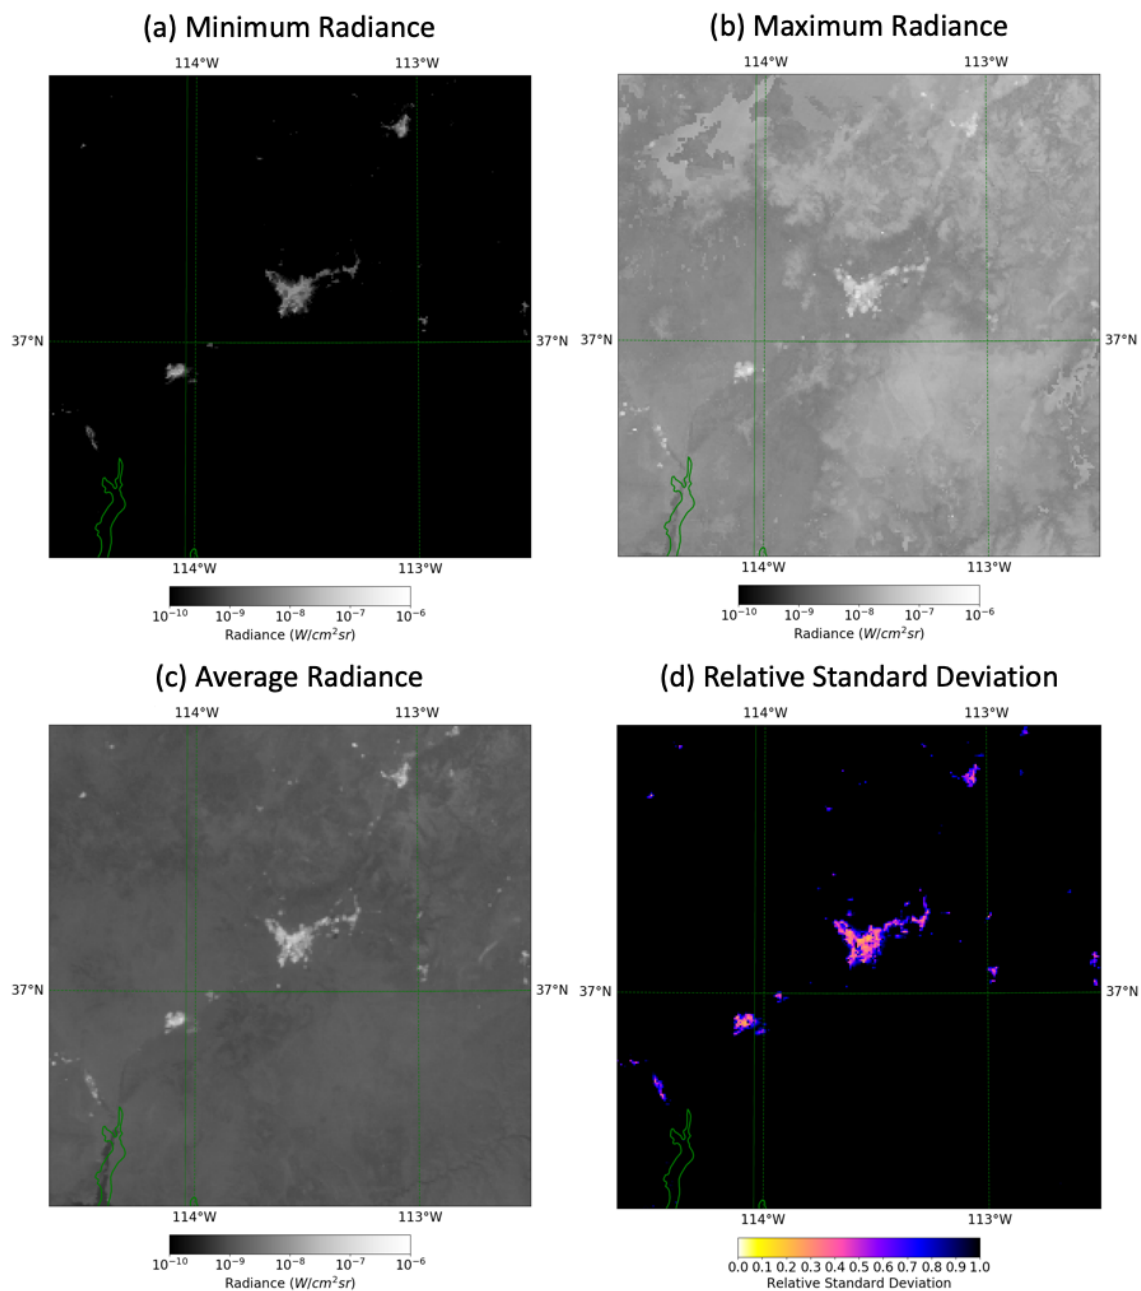 (a) Minimum Radiance
(b) Maximum Radiance
114°W 113°W
114°W 113°W
37°N 37°N
37°N 37°N
114°W 113°W
114°W 113°W
10⁻¹⁰ 10⁻⁹ 10⁻⁸ 10⁻⁷ 10⁻⁶
Radiance (W/cm²sr)
10⁻¹⁰ 10⁻⁹ 10⁻⁸ 10⁻⁷ 10⁻⁶
Radiance (W/cm²sr)
(c) Average Radiance
(d) Relative Standard Deviation
114°W 113°W
114°W 113°W
37°N 37°N
37°N 37°N
114°W 113°W
114°W 113°W
10⁻¹⁰ 10⁻⁹ 10⁻⁸ 10⁻⁷ 10⁻⁶
Radiance (W/cm²sr)
0.0 0.1 0.2 0.3 0.4 0.5 0.6 0.7 0.8 0.9 1.0
Relative Standard Deviation